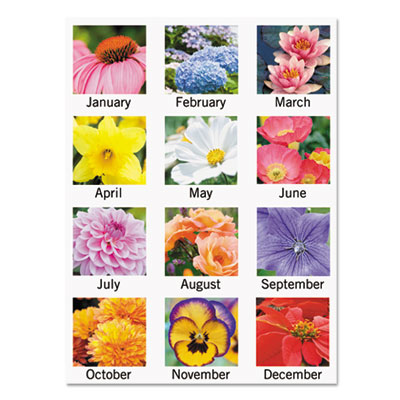 January February March
April May June
July August September
October November December